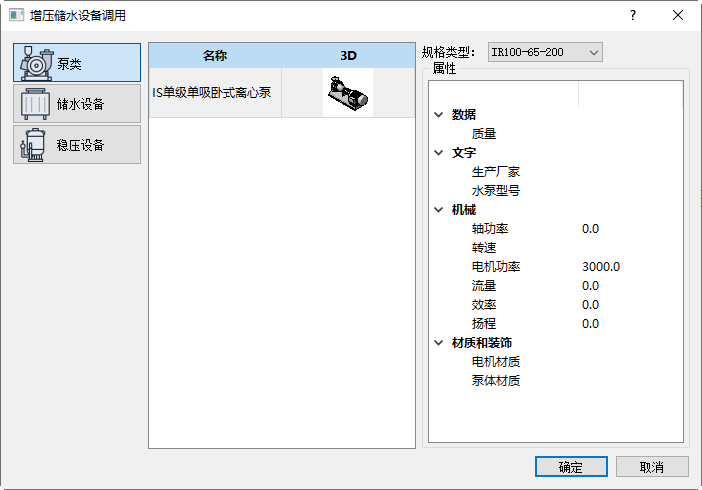 增压储水设备调用
?
泵类
储水设备
稳压设备
名称 3D
IS单级单吸卧式离心泵
规格类型: IR100-65-200
属性
数据
质量
文字
生产厂家
水泵型号
机械
轴功率 0.0
转速
电机功率 3000.0
流量 0.0
效率 0.0
扬程 0.0
材质和装饰
电机材质
泵体材质
确定 取消